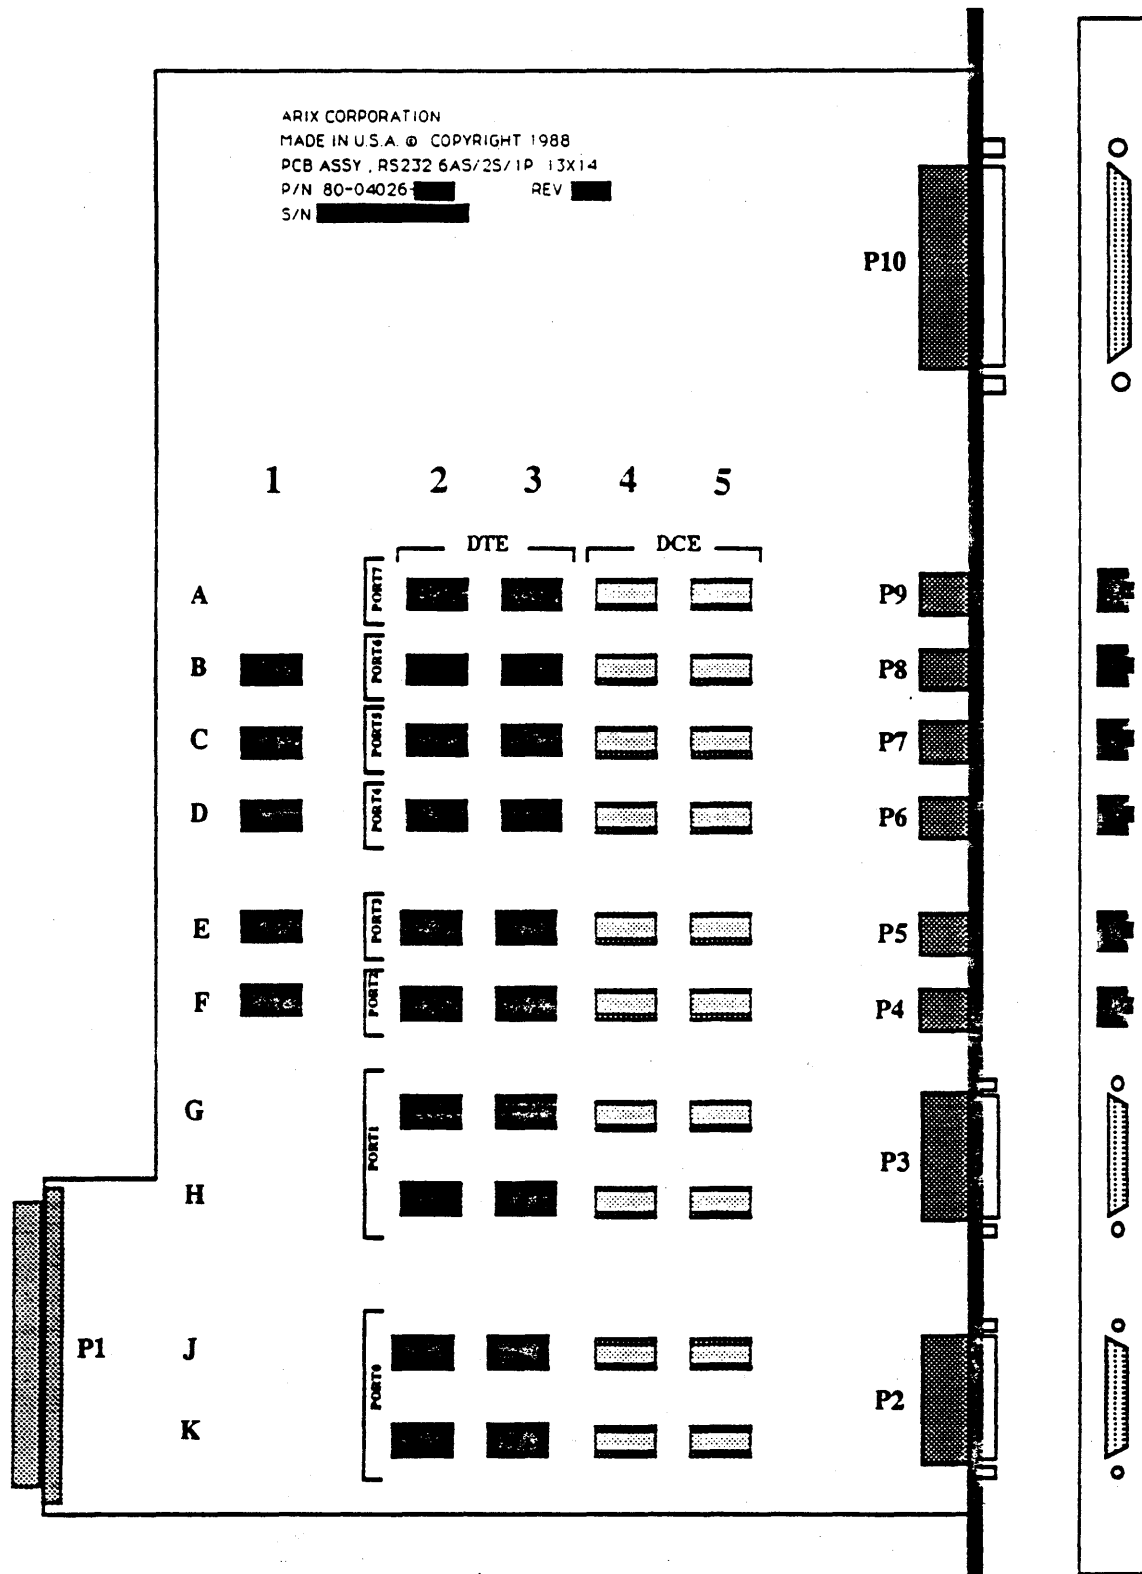 ARIX CORPORATION
MADE IN U.S.A. © COPYRIGHT 1988
PCB ASSY , RS232 6AS/2S/1P 13X14
P/N 80-04026- REV
S/N
P10
1 2 3 4 5
DTE DCE
A PORT7 P9
B PORT6 P8
C PORT5 P7
D PORT4 P6
E PORT3 P5
F PORT2 P4
G
PORT1 P3
H
P1 J
PORT0 P2
K